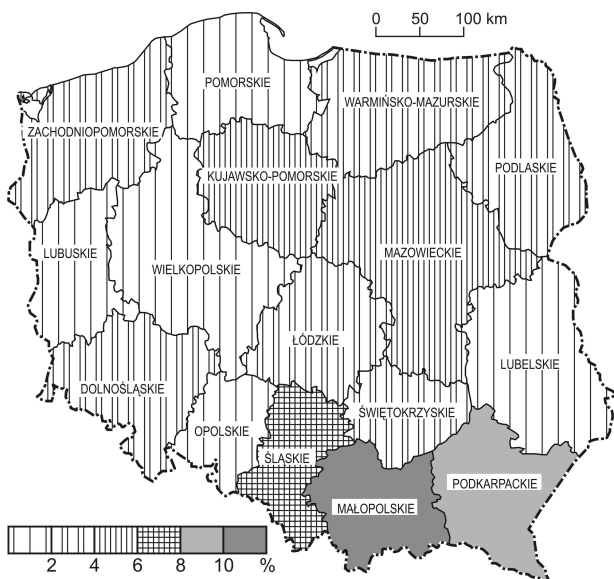 0 50 100 km
POMORSKIE
WARMIŃSKO-MAZURSKIE
ZACHODNIOPOMORSKIE
PODLASKIE
KUJAWSKO-POMORSKIE
MAZOWIECKIE
LUBUSKIE
WIELKOPOLSKIE
ŁÓDZKIE
LUBELSKIE
DOLNOŚLĄSKIE
ŚWIĘTOKRZYSKIE
OPOLSKIE
ŚLĄSKIE
PODKARPACKIE
MAŁOPOLSKIE
2 4 6 8 10 %